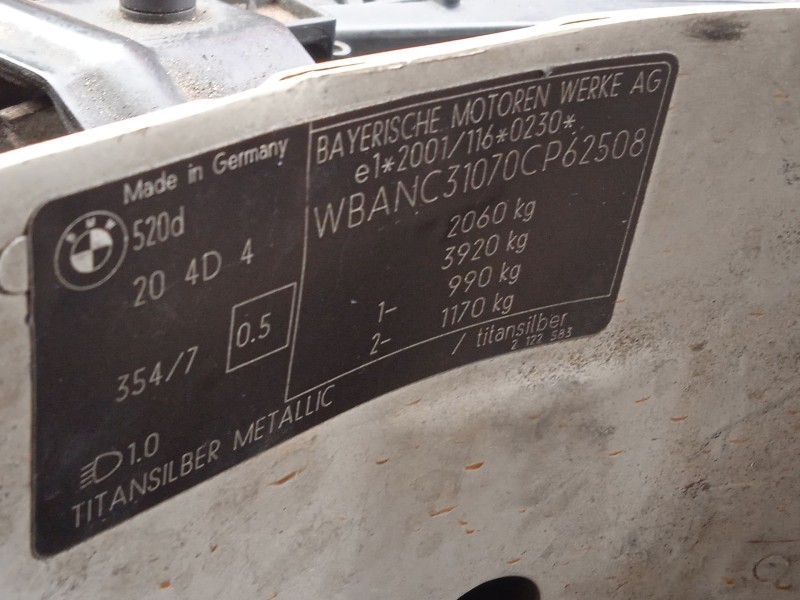 Made in Germany
BMW
520d
20 4D 4
354/7
0.5
1.0
TITANSILBER METALLIC
BAYERISCHE MOTOREN WERKE AG
e1*2001/116*0230*
WBANC31070CP62508
2060 kg
3920 kg
1- 990 kg
2- 1170 kg
/ titansilber
2 122 583